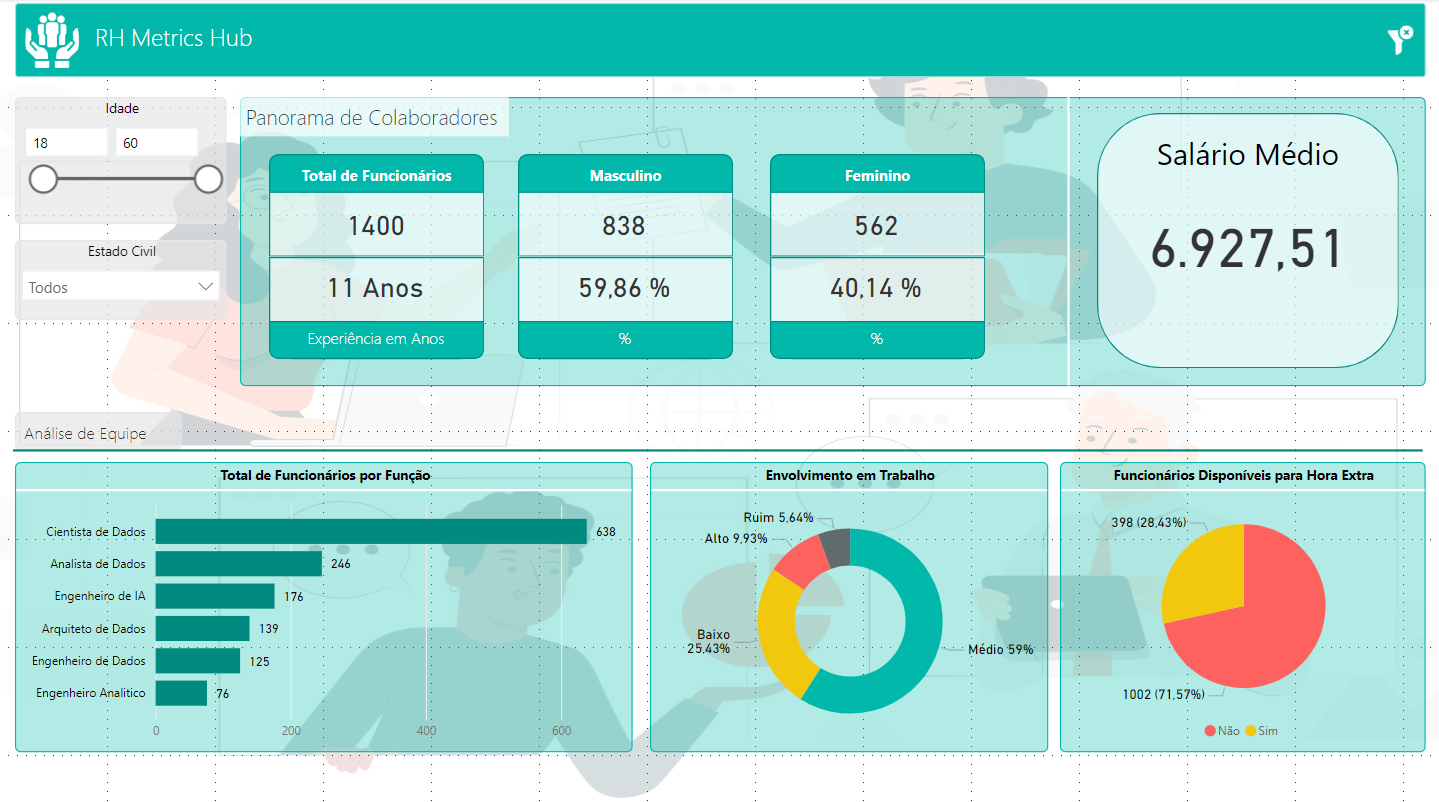 RH Metrics Hub
Idade
18
60
Estado Civil
Todos
Panorama de Colaboradores
Total de Funcionários
1400
11 Anos
Experiência em Anos
Masculino
838
59,86 %
%
Feminino
562
40,14 %
%
Salário Médio
6.927,51
Análise de Equipe
Total de Funcionários por Função
Cientista de Dados
638
Analista de Dados
246
Engenheiro de IA
176
Arquiteto de Dados
139
Engenheiro de Dados
125
Engenheiro Analitico
76
0
200
400
600
Envolvimento em Trabalho
Ruim 5,64%
Alto 9,93%
Baixo
25,43%
Médio 59%
Funcionários Disponíveis para Hora Extra
398 (28,43%)
1002 (71,57%)
Não
Sim